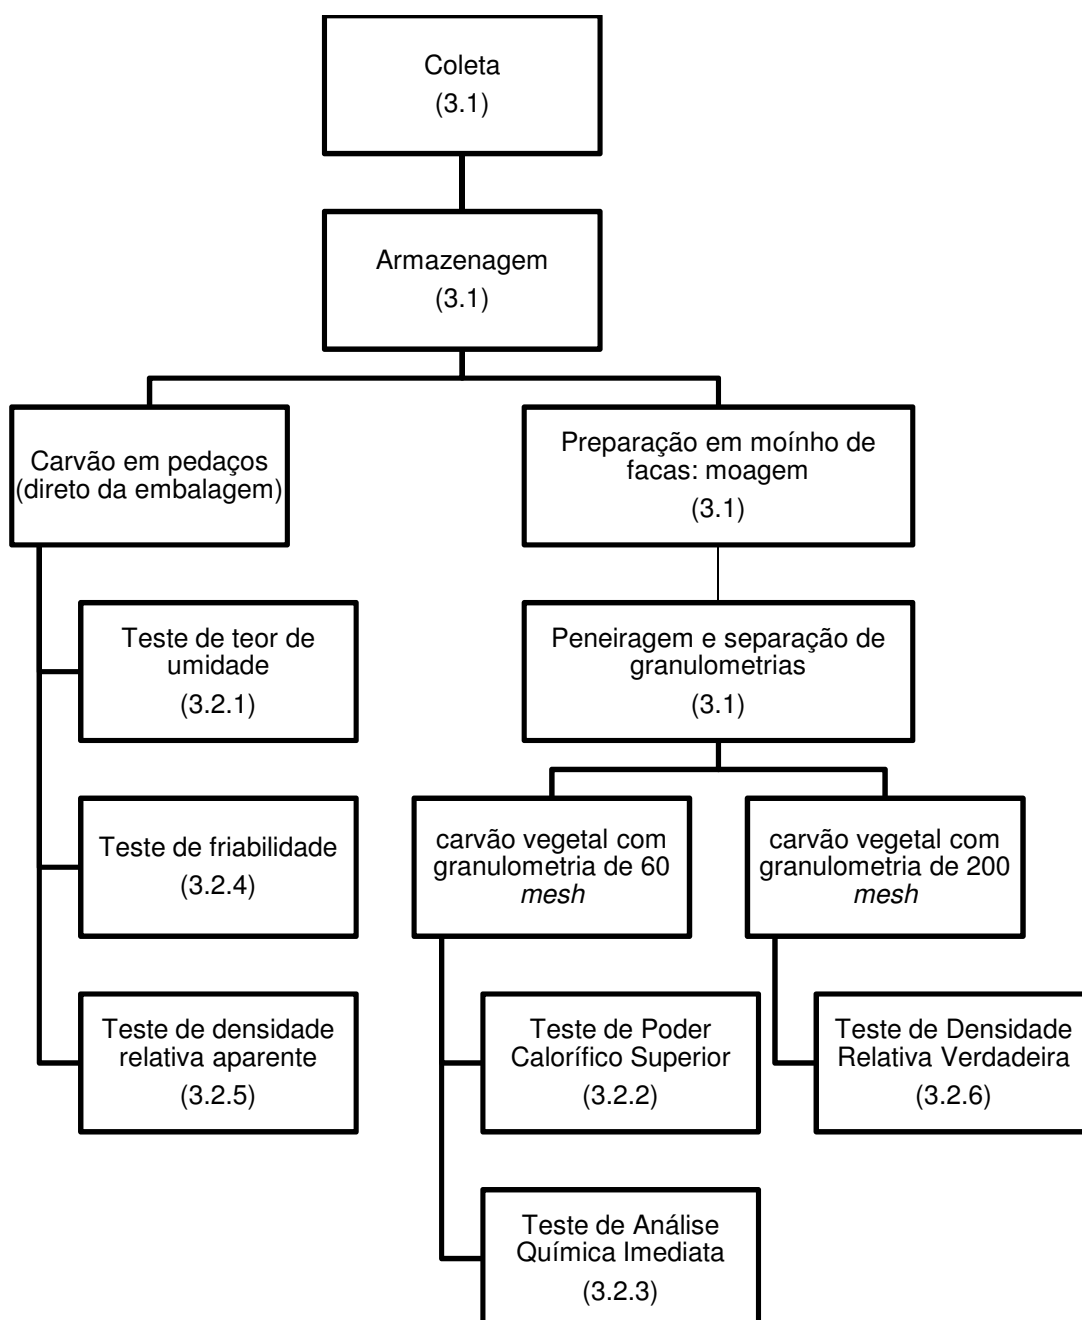 Coleta
(3.1)
Armazenagem
(3.1)
Carvão em pedaços
(direto da embalagem)
Preparação em moínho de
facas: moagem
(3.1)
Teste de teor de
umidade
(3.2.1)
Peneiragem e separação de
granulometrias
(3.1)
Teste de friabilidade
(3.2.4)
carvão vegetal com
granulometria de 60
mesh
carvão vegetal com
granulometria de 200
mesh
Teste de densidade
relativa aparente
(3.2.5)
Teste de Poder
Calorífico Superior
(3.2.2)
Teste de Densidade
Relativa Verdadeira
(3.2.6)
Teste de Análise
Química Imediata
(3.2.3)